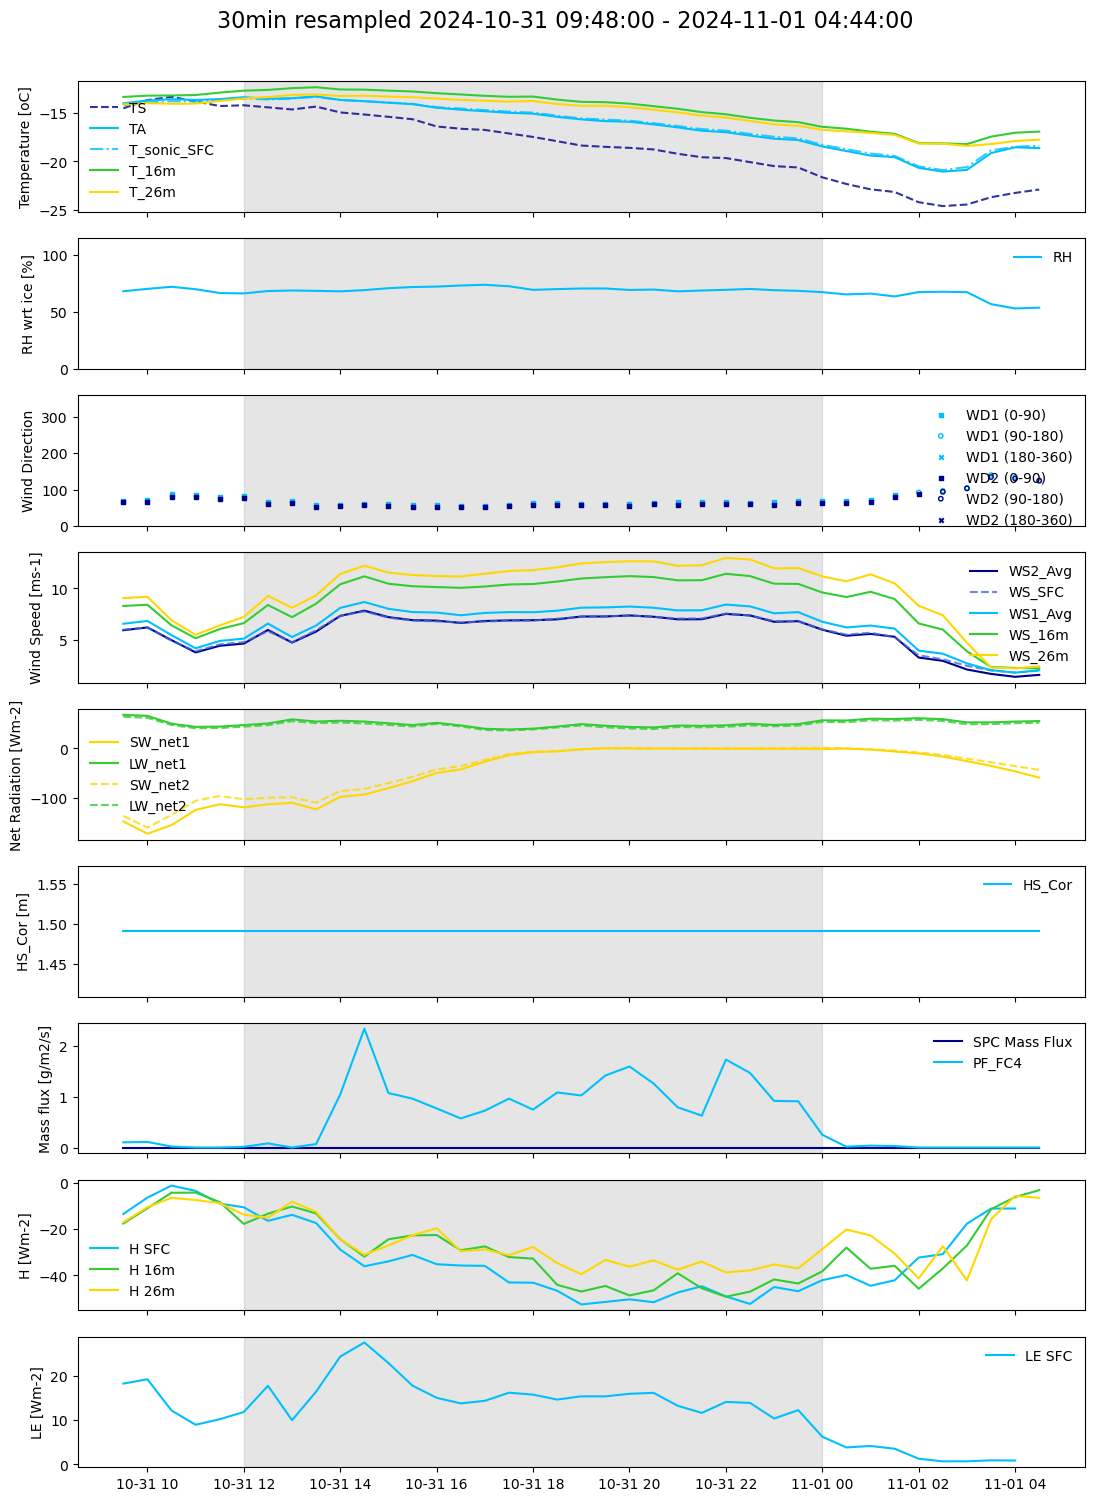 30min resampled 2024-10-31 09:48:00 - 2024-11-01 04:44:00
Temperature [oC]
−15
−20
−25
TS
TA
T_sonic_SFC
T_16m
T_26m
RH wrt ice [%]
100
50
0
RH
Wind Direction
300
200
100
0
WD1 (0-90)
WD1 (90-180)
WD1 (180-360)
WD2 (0-90)
WD2 (90-180)
WD2 (180-360)
Wind Speed [ms-1]
10
5
WS2_Avg
WS_SFC
WS1_Avg
WS_16m
WS_26m
Net Radiation [Wm-2]
0
−100
SW_net1
LW_net1
SW_net2
LW_net2
HS_Cor [m]
1.55
1.50
1.45
HS_Cor
Mass flux [g/m2/s]
2
1
0
SPC Mass Flux
PF_FC4
H [Wm-2]
0
−20
−40
H SFC
H 16m
H 26m
LE [Wm-2]
20
10
0
LE SFC
10-31 10
10-31 12
10-31 14
10-31 16
10-31 18
10-31 20
10-31 22
11-01 00
11-01 02
11-01 04